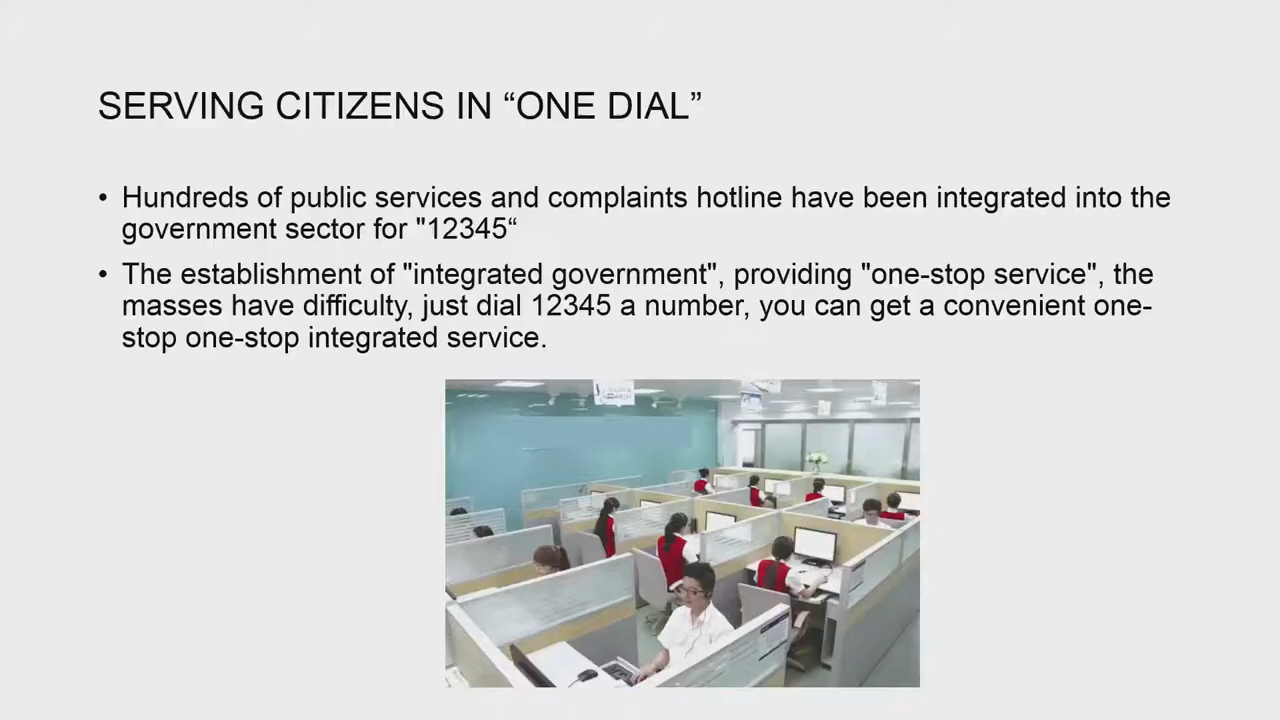 SERVING CITIZENS IN “ONE DIAL”
• Hundreds of public services and complaints hotline have been integrated into the
government sector for "12345“
• The establishment of "integrated government", providing "one-stop service", the
masses have difficulty, just dial 12345 a number, you can get a convenient one-
stop one-stop integrated service.